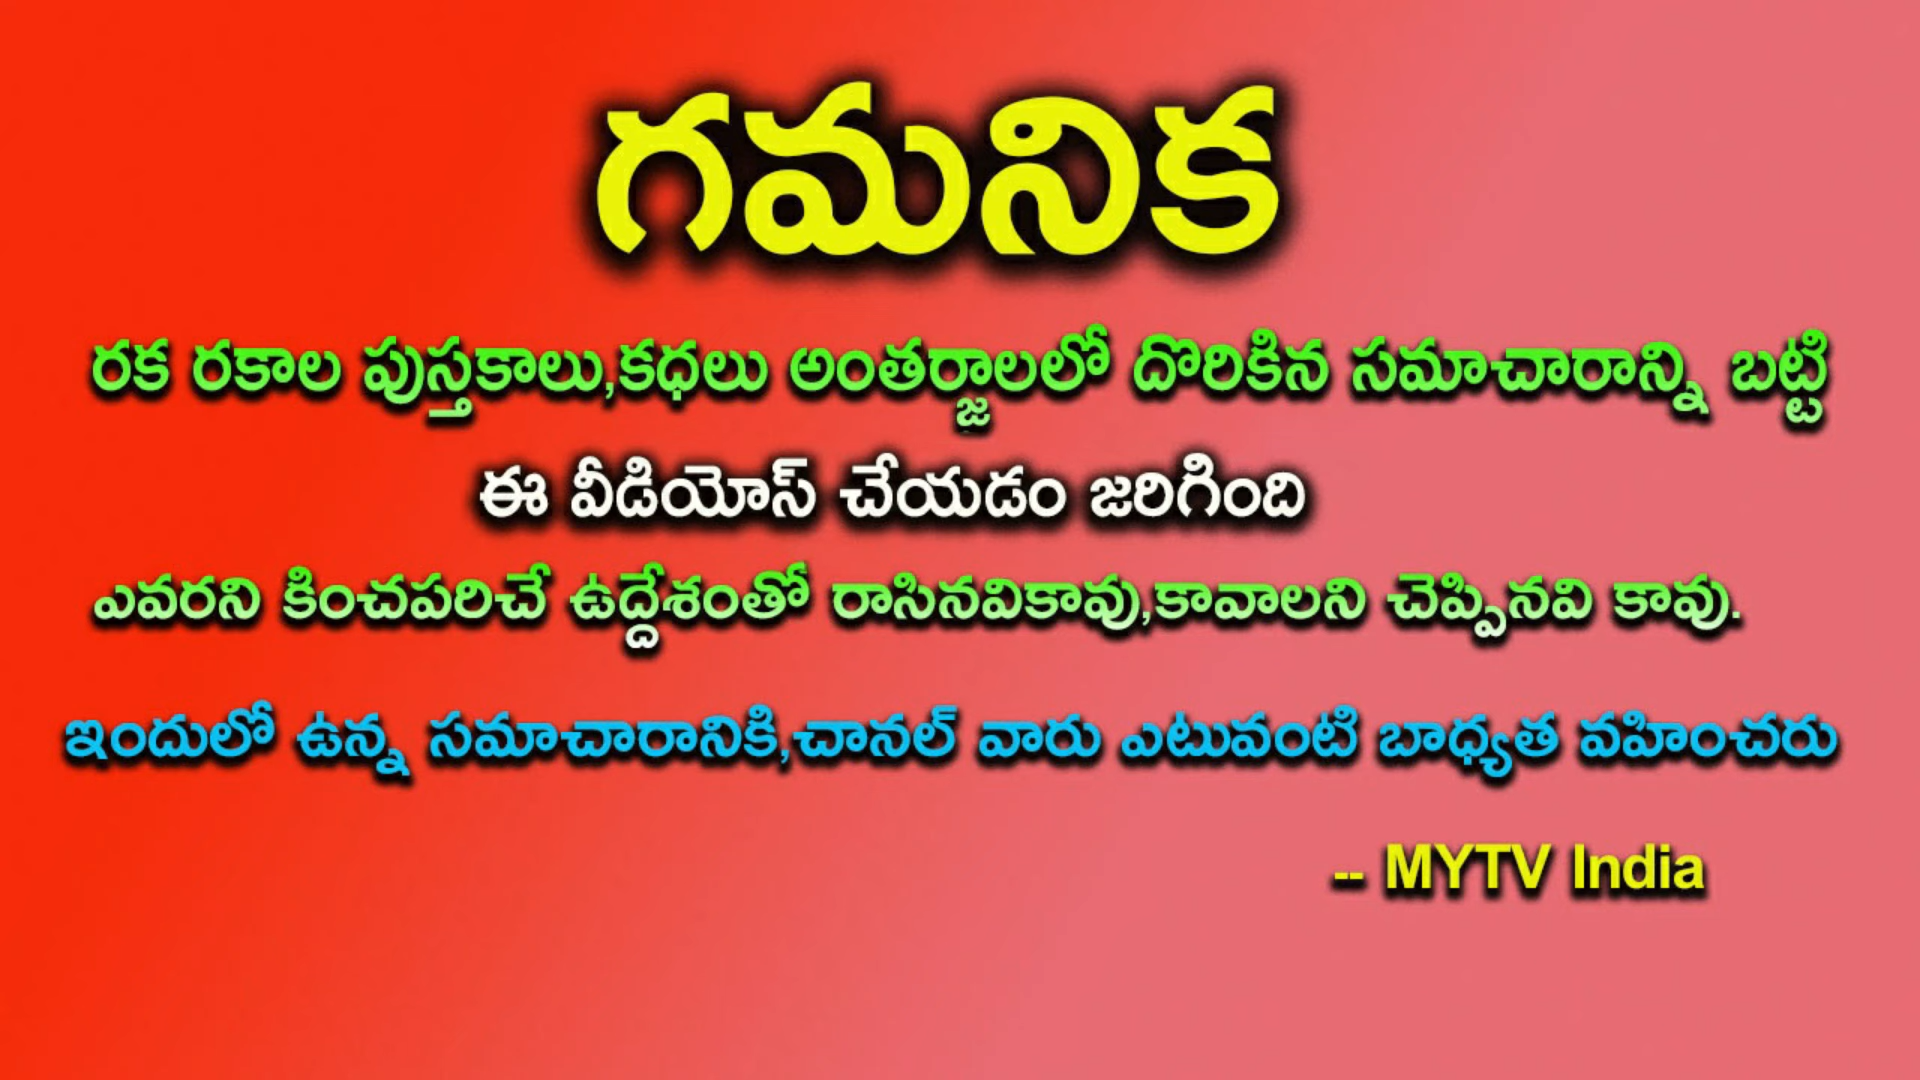 గమనిక
రక రకాల పుస్తకాలు,కధలు అంతర్జాలలో దొరికిన సమాచారాన్ని బట్టి
ఈ వీడియోస్ చేయడం జరిగింది
ఎవరని కించపరిచే ఉద్దేశంతో రాసినవికావు,కావాలని చెప్పినవి కావు.
ఇందులో ఉన్న సమాచారానికి,చానల్ వారు ఎటువంటి బాధ్యత వహించరు
-- MYTV India